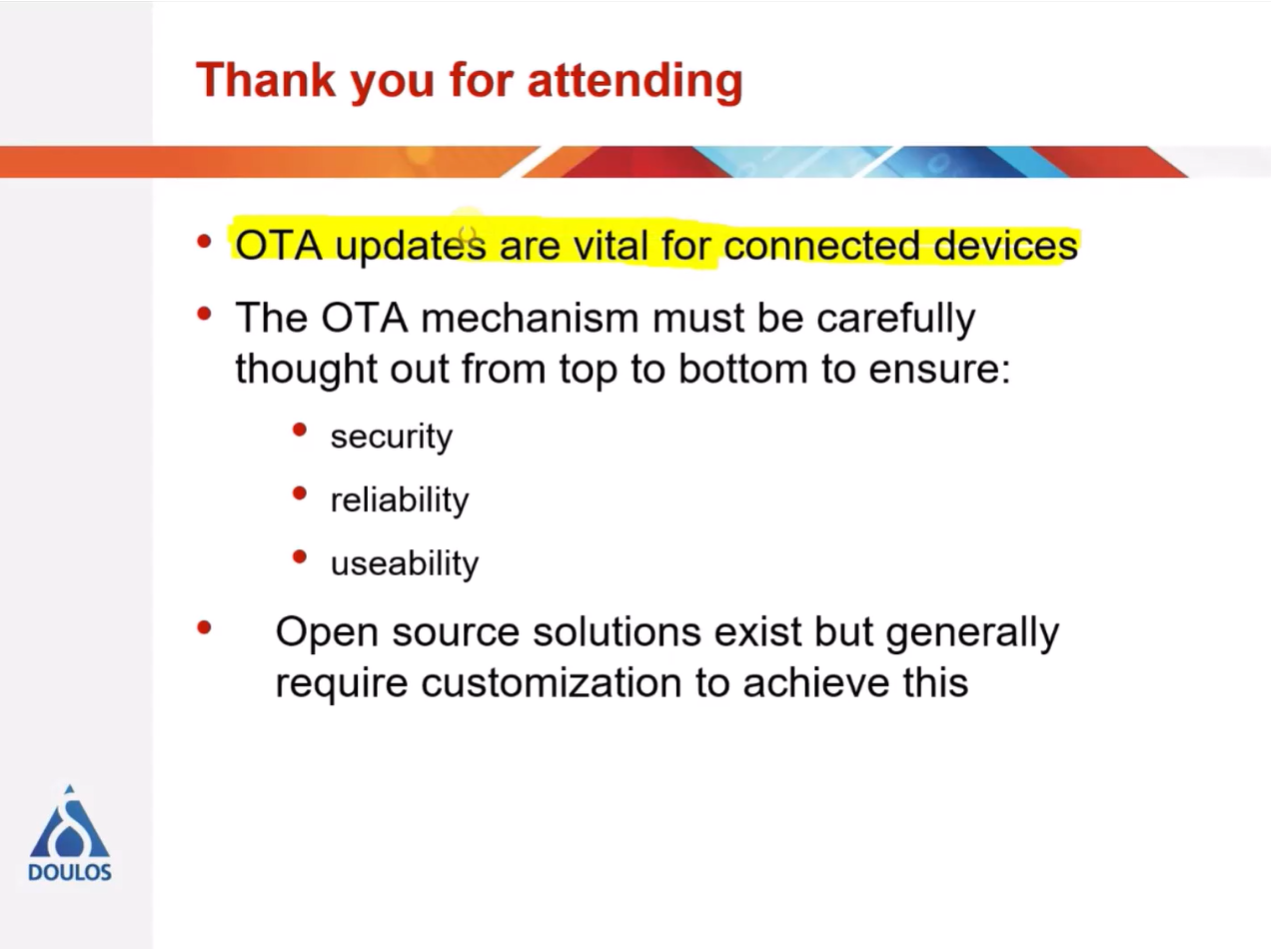 Thank you for attending
OTA updates are vital for connected devices
The OTA mechanism must be carefully
thought out from top to bottom to ensure:
security
reliability
useability
Open source solutions exist but generally
require customization to achieve this
DOULOS